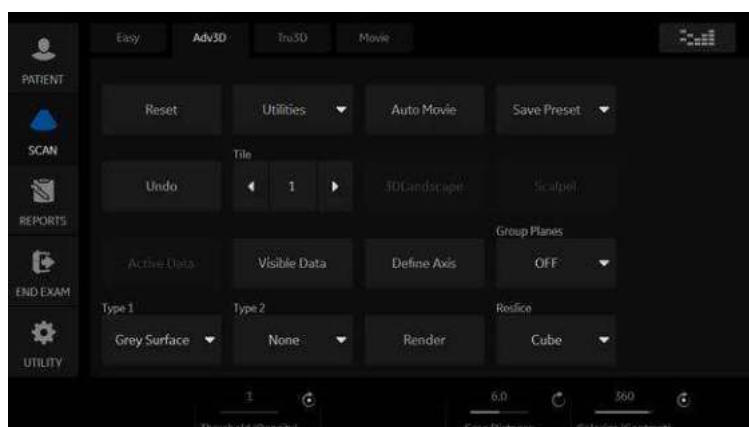 Easy Adv3D Tru3D Movie
PATIENT
Reset Utilities Auto Movie Save Preset
SCAN
Tile
Undo 1 3DLandscape Scalpel
REPORTS
Group Planes
Active Data Visible Data Define Axis OFF
END EXAM
Type 1 Type 2 Reslice
Grey Surface None Render Cube
UTILITY
1 6.0 360